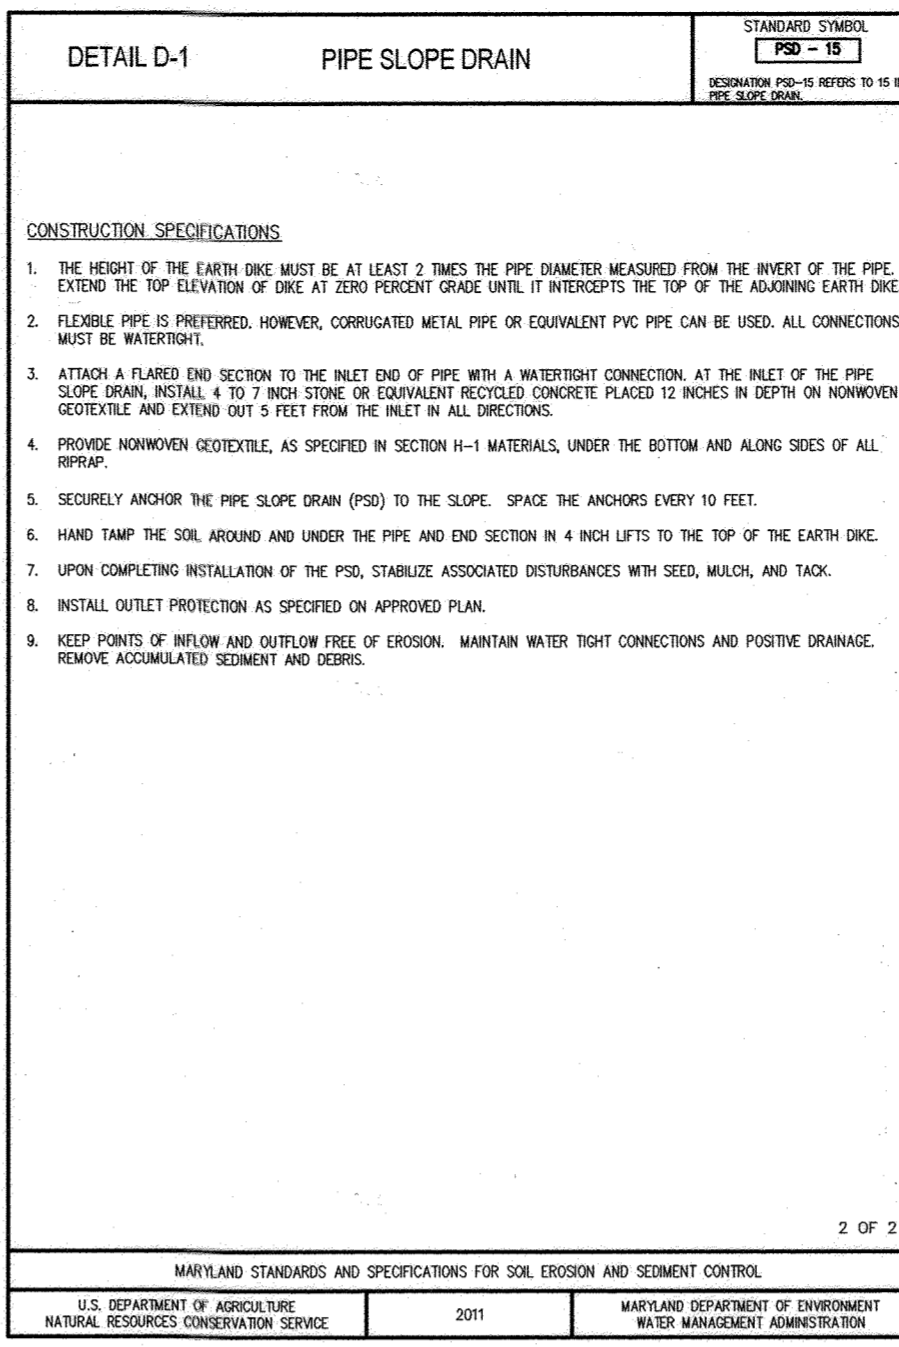 DETAIL D-1 PIPE SLOPE DRAIN
STANDARD SYMBOL
PSD - 15
DESIGNATION PSD-15 REFERS TO 15
PIPE SLOPE DRAIN.
CONSTRUCTION SPECIFICATIONS
1. THE HEIGHT OF THE EARTH DIKE MUST BE AT LEAST 2 TIMES THE PIPE DIAMETER MEASURED FROM THE INVERT OF THE PIPE.
EXTEND THE TOP ELEVATION OF DIKE AT ZERO PERCENT GRADE UNTIL IT INTERCEPTS THE TOP OF THE ADJOINING EARTH DIKE
2. FLEXIBLE PIPE IS PREFERRED. HOWEVER, CORRUGATED METAL PIPE OR EQUIVALENT PVC PIPE CAN BE USED. ALL CONNECTIONS
MUST BE WATERTIGHT.
3. ATTACH A FLARED END SECTION TO THE INLET END OF PIPE WITH A WATERTIGHT CONNECTION. AT THE INLET OF THE PIPE
SLOPE DRAIN, INSTALL 4 TO 7 INCH STONE OR EQUIVALENT RECYCLED CONCRETE PLACED 12 INCHES IN DEPTH ON NONWOVEN
GEOTEXTILE AND EXTEND OUT 5 FEET FROM THE INLET IN ALL DIRECTIONS.
4. PROVIDE NONWOVEN GEOTEXTILE, AS SPECIFIED IN SECTION H-1 MATERIALS, UNDER THE BOTTOM AND ALONG SIDES OF ALL
RIPRAP.
5. SECURELY ANCHOR THE PIPE SLOPE DRAIN (PSD) TO THE SLOPE. SPACE THE ANCHORS EVERY 10 FEET.
6. HAND TAMP THE SOIL AROUND AND UNDER THE PIPE AND END SECTION IN 4 INCH LIFTS TO THE TOP OF THE EARTH DIKE.
7. UPON COMPLETING INSTALLATION OF THE PSD, STABILIZE ASSOCIATED DISTURBANCES WITH SEED, MULCH, AND TACK.
8. INSTALL OUTLET PROTECTION AS SPECIFIED ON APPROVED PLAN.
9. KEEP POINTS OF INFLOW AND OUTFLOW FREE OF EROSION. MAINTAIN WATER TIGHT CONNECTIONS AND POSITIVE DRAINAGE.
REMOVE ACCUMULATED SEDIMENT AND DEBRIS.
2 OF 2
MARYLAND STANDARDS AND SPECIFICATIONS FOR SOIL EROSION AND SEDIMENT CONTROL
U.S. DEPARTMENT OF AGRICULTURE
NATURAL RESOURCES CONSERVATION SERVICE
2011
MARYLAND DEPARTMENT OF ENVIRONMENT
WATER MANAGEMENT ADMINISTRATION